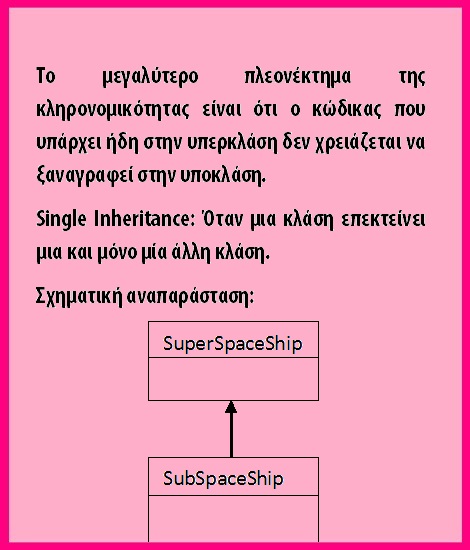 Το μεγαλύτερο πλεονέκτημα της
κληρονομικότητας είναι ότι ο κώδικας που
υπάρχει ήδη στην υπερκλάση δεν χρειάζεται να
ξαναγραφεί στην υποκλάση.
Single Inheritance: Όταν μια κλάση επεκτείνει
μια και μόνο μία άλλη κλάση.
Σχηματική αναπαράσταση:
SuperSpaceShip
SubSpaceShip